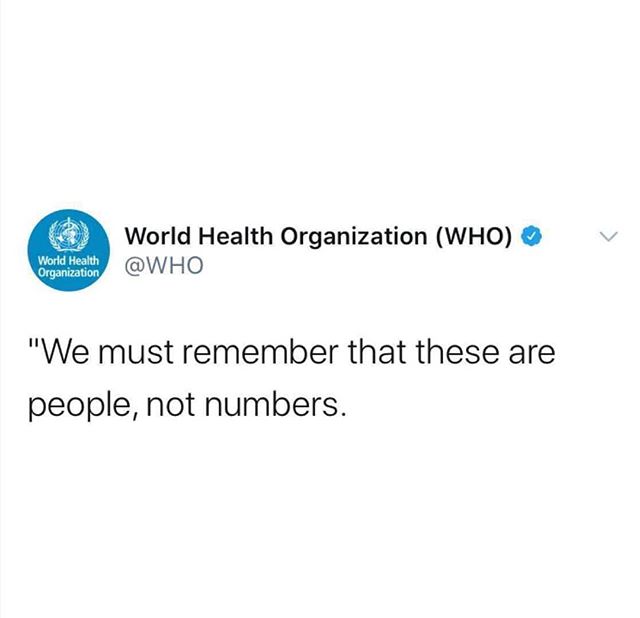 World Health
Organization
World Health Organization (WHO)
@WHO
"We must remember that these are
people, not numbers.